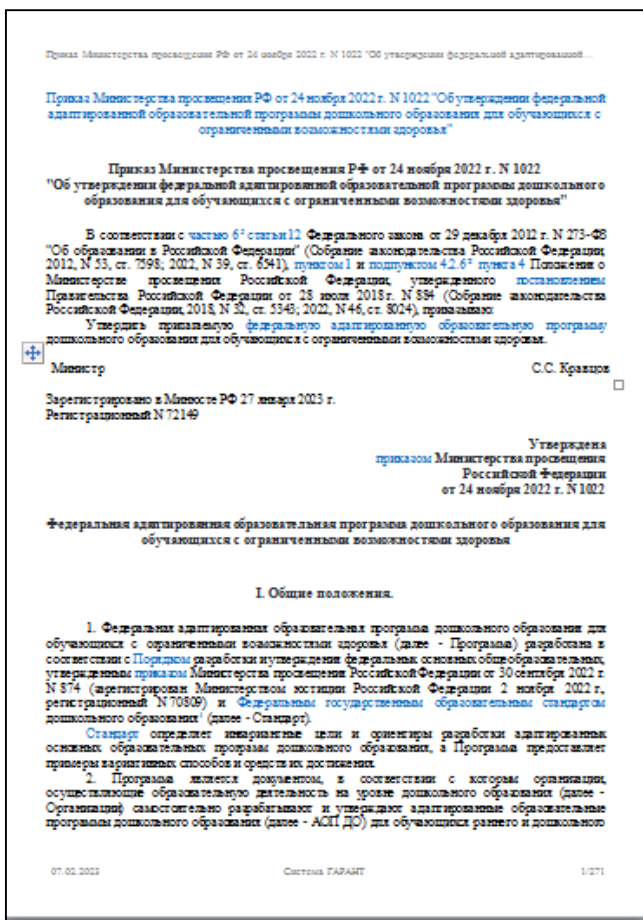 Приказ Министерства просвещения РФ от 24 ноября 2022 г. N 1022 "Об утверждении федеральной адаптированной...
Приказ Министерства просвещения РФ от 24 ноября 2022 г. N 1022 "Об утверждении федеральной
адаптированной образовательной программы дошкольного образования для обучающихся с
ограниченными возможностями здоровья"
Приказ Министерства просвещения РФ от 24 ноября 2022 г. N 1022
"Об утверждении федеральной адаптированной образовательной программы дошкольного
образования для обучающихся с ограниченными возможностями здоровья"
В соответствии с частью 6² статьи 12 Федерального закона от 29 декабря 2012 г. N 273-ФЗ
"Об образовании в Российской Федерации" (Собрание законодательства Российской Федерации,
2012, N 53, ст. 7598; 2022, N 39, ст. 6541), пунктом 1 и подпунктом 4.2.6² пункта 4 Положения о
Министерстве просвещения Российской Федерации, утвержденного постановлением
Правительства Российской Федерации от 28 июля 2018 г. N 884 (Собрание законодательства
Российской Федерации, 2018, N 32, ст. 5343; 2022, N 46, ст. 8024), приказываю:
Утвердить прилагаемую федеральную адаптированную образовательную программу
дошкольного образования для обучающихся с ограниченными возможностями здоровья.
Министр С.С. Кравцов
Зарегистрировано в Минюсте РФ 27 января 2023 г.
Регистрационный N 72149
Утверждена
приказом Министерства просвещения
Российской Федерации
от 24 ноября 2022 г. N 1022
Федеральная адаптированная образовательная программа дошкольного образования для
обучающихся с ограниченными возможностями здоровья
I. Общие положения.
1. Федеральная адаптированная образовательная программа дошкольного образования для
обучающихся с ограниченными возможностями здоровья (далее - Программа) разработана в
соответствии с Порядком разработки и утверждения федеральных основных общеобразовательных,
утвержденным приказом Министерства просвещения Российской Федерации от 30 сентября 2022 г.
N 874 (зарегистрирован Министерством юстиции Российской Федерации 2 ноября 2022 г.,
регистрационный N 70809) и Федеральным государственным образовательным стандартом
дошкольного образования¹ (далее - Стандарт).
Стандарт определяет инвариантные цели и ориентиры разработки адаптированных
основных образовательных программ дошкольного образования, а Программа предоставляет
примеры вариативных способов и средств их достижения.
2. Программа является документом, в соответствии с которым организации,
осуществляющие образовательную деятельность на уровне дошкольного образования (далее -
Организации) самостоятельно разрабатывают и утверждают адаптированные образовательные
программы дошкольного образования (далее - АОП ДО) для обучающихся раннего и дошкольного
07.02.2023 Система ГАРАНТ 1/271